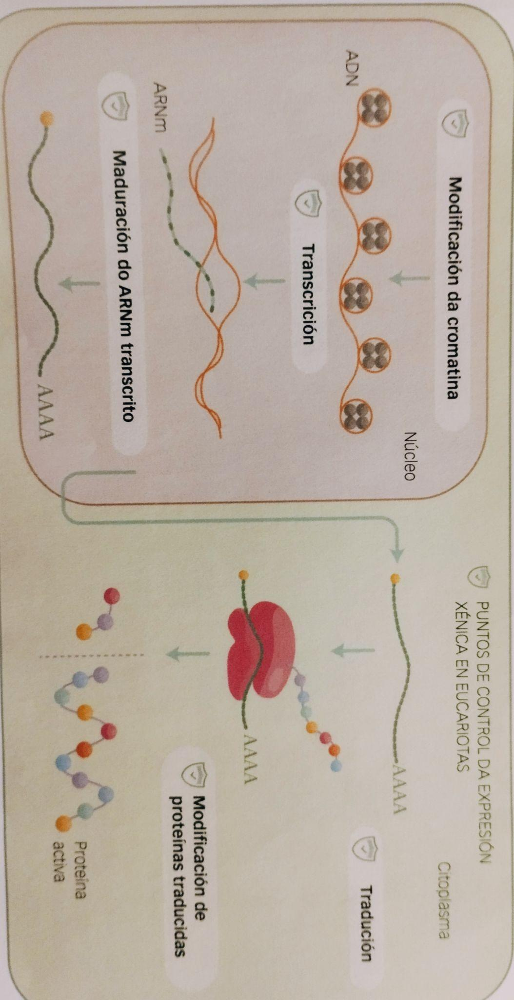 PUNTOS DE CONTROL DA EXPRESIÓN
XÉNICA EN EUCARIOTAS
Núcleo
Modificación da cromatina
ADN
Transcrición
ARNm
Maduración do ARNm transcrito
AAAA
Citoplasma
AAAA
Tradución
AAAA
Modificación de
proteínas traducidas
Proteína
activa